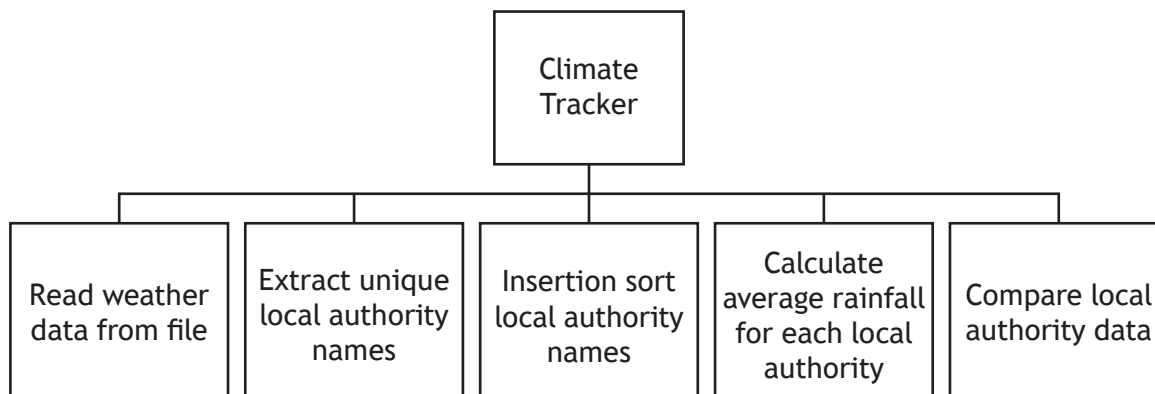 Climate
Tracker
Read weather
data from file
Extract unique
local authority
names
Insertion sort
local authority
names
Calculate
average rainfall
for each local
authority
Compare local
authority data